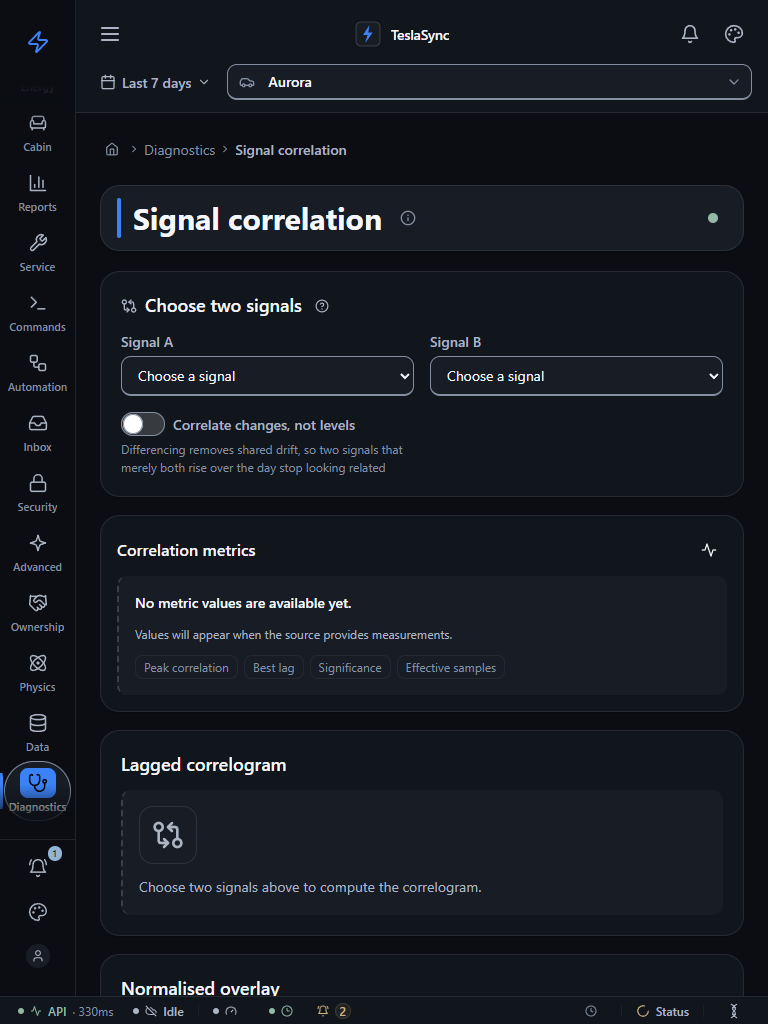 TeslaSync
Last 7 days
Aurora
Energy
Cabin
Reports
Service
Commands
Automation
Inbox
Security
Advanced
Ownership
Physics
Data
Diagnostics
1
Diagnostics
Signal correlation
Signal correlation
Choose two signals
Signal A
Signal B
Choose a signal
Choose a signal
Correlate changes, not levels
Differencing removes shared drift, so two signals that
merely both rise over the day stop looking related
Correlation metrics
No metric values are available yet.
Values will appear when the source provides measurements.
Peak correlation
Best lag
Significance
Effective samples
Lagged correlogram
Choose two signals above to compute the correlogram.
Normalised overlay
API · 330ms
Idle
2
Status